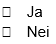 □ Ja
□ Nei